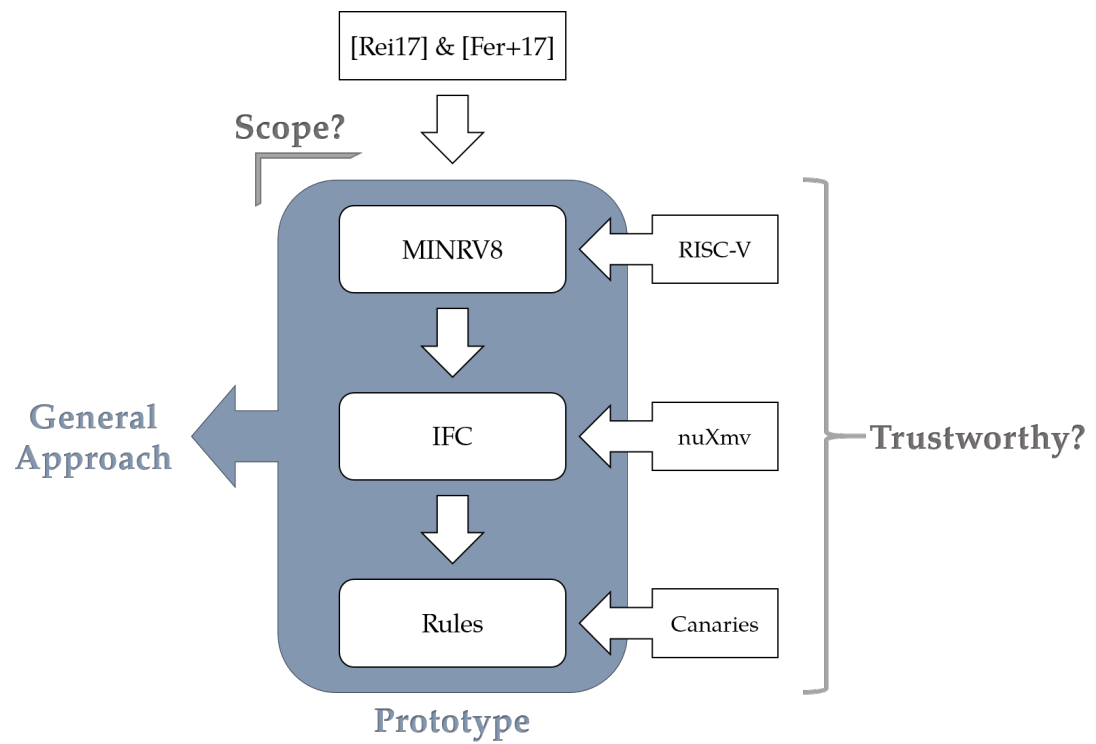 [Rei17] & [Fer+17]
Scope?
MINRV8
RISC-V
General
Approach
IFC
nuXmv
Trustworthy?
Rules
Canaries
Prototype